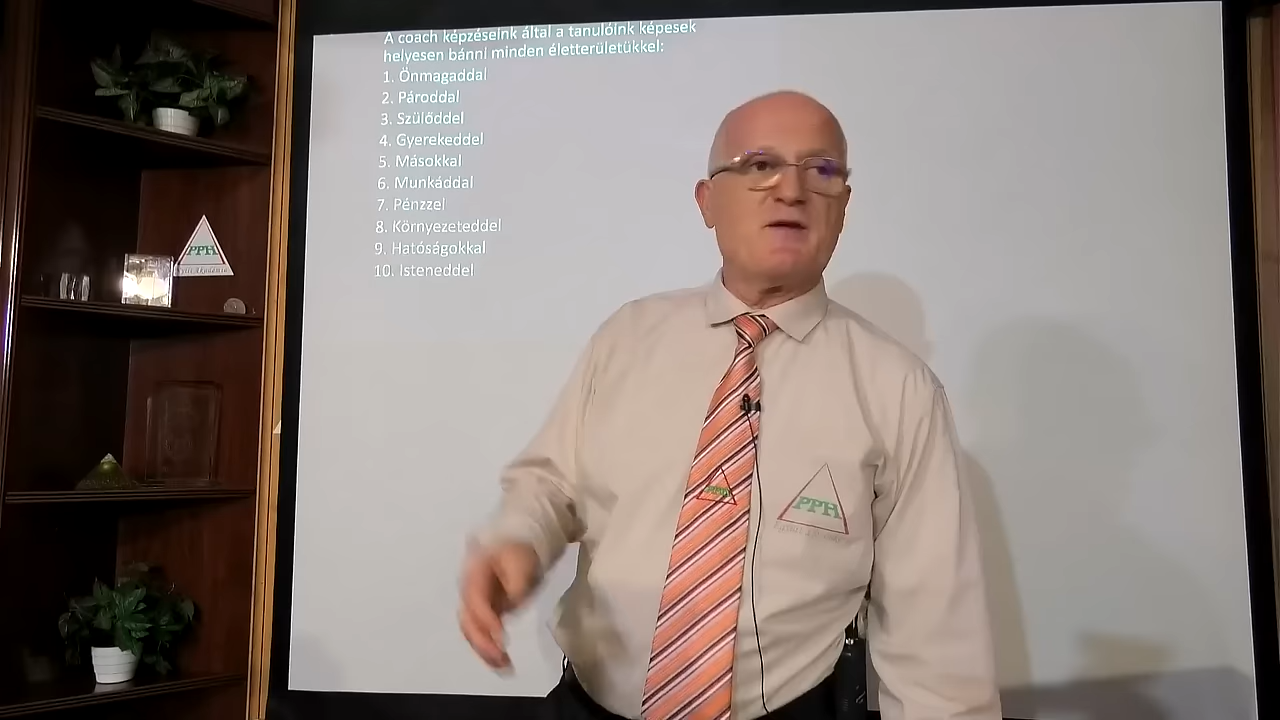 A coach képzéseink által a tanulóink képesek
helyesen bánni minden életterületükkel:
1. Önmagaddal
2. Pároddal
3. Szülőddel
4. Gyerekeddel
5. Másokkal
6. Munkáddal
7. Pénzzel
8. Környezeteddel
9. Hatóságokkal
10. Isteneddel
PPH
PPH
PPH